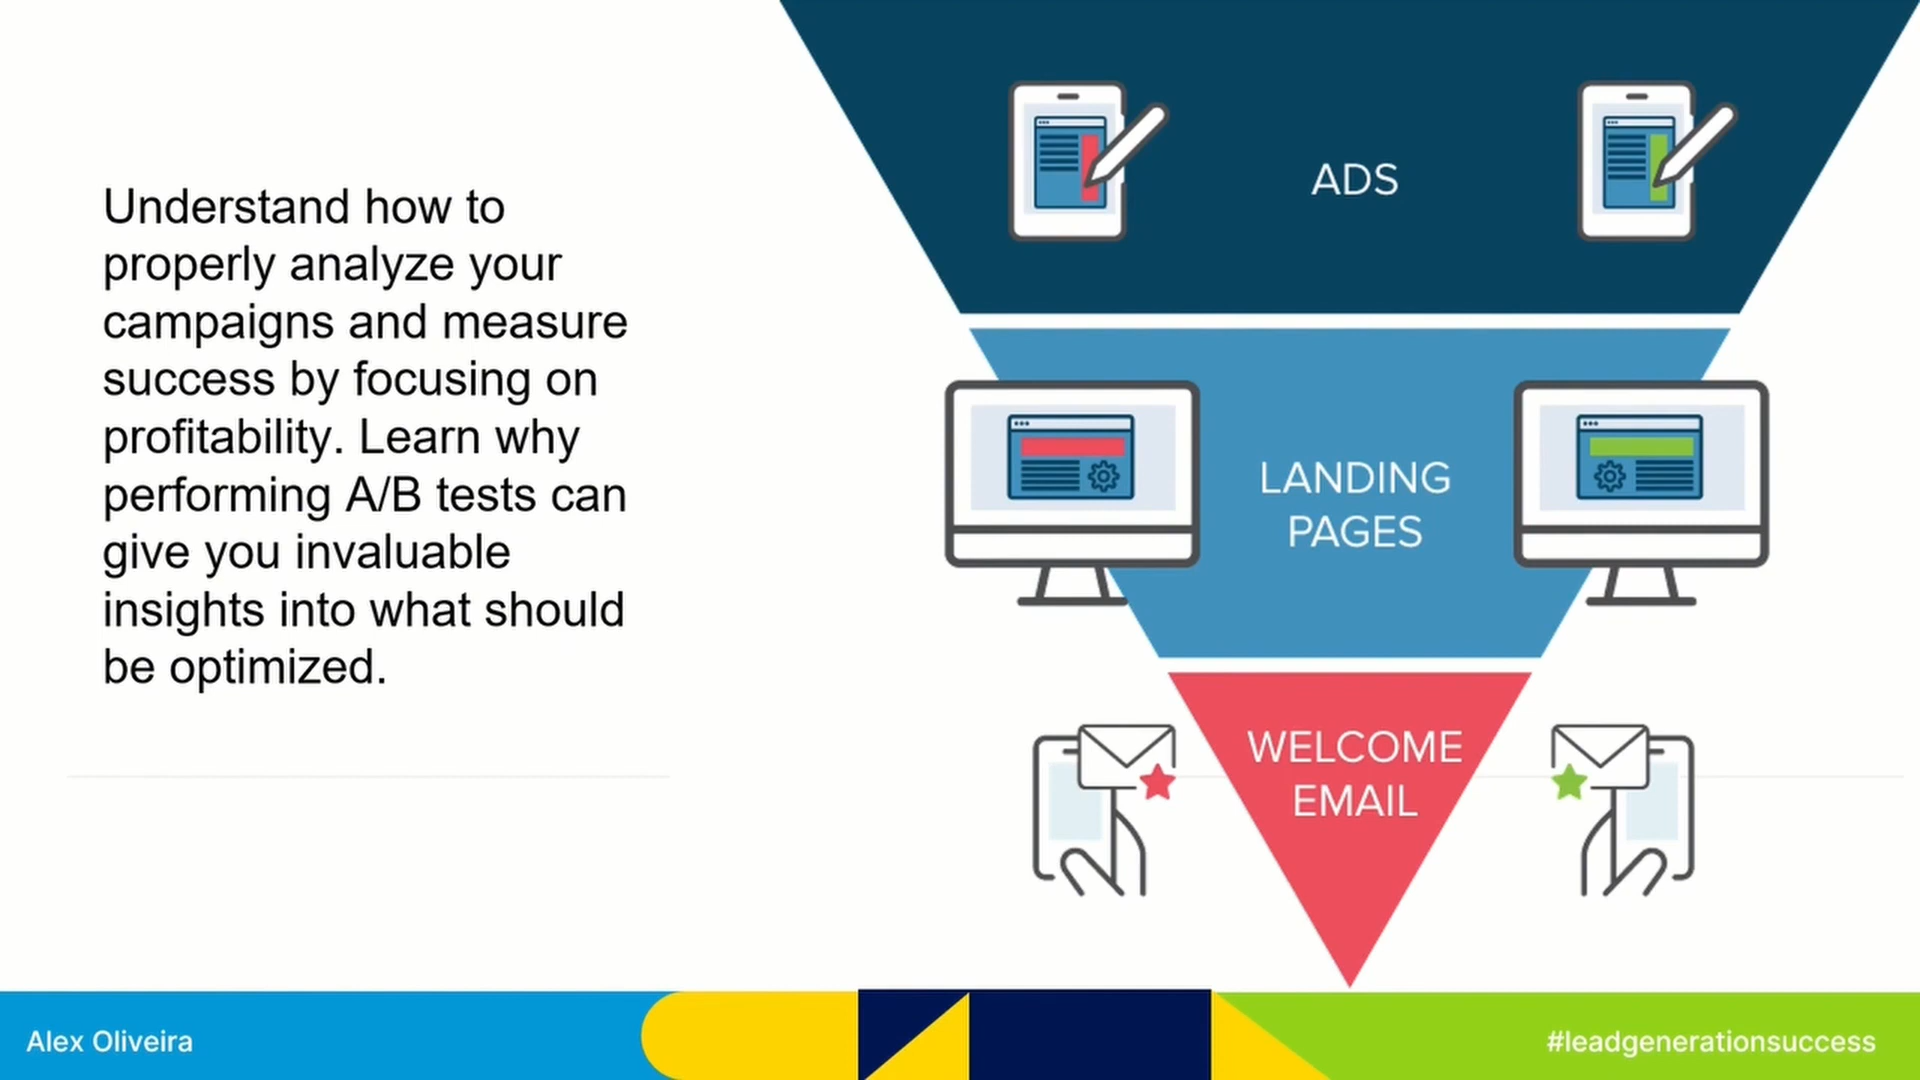 Understand how to
properly analyze your
campaigns and measure
success by focusing on
profitability. Learn why
performing A/B tests can
give you invaluable
insights into what should
be optimized.
ADS
LANDING
PAGES
WELCOME
EMAIL
Alex Oliveira
#leadgenerationsuccess